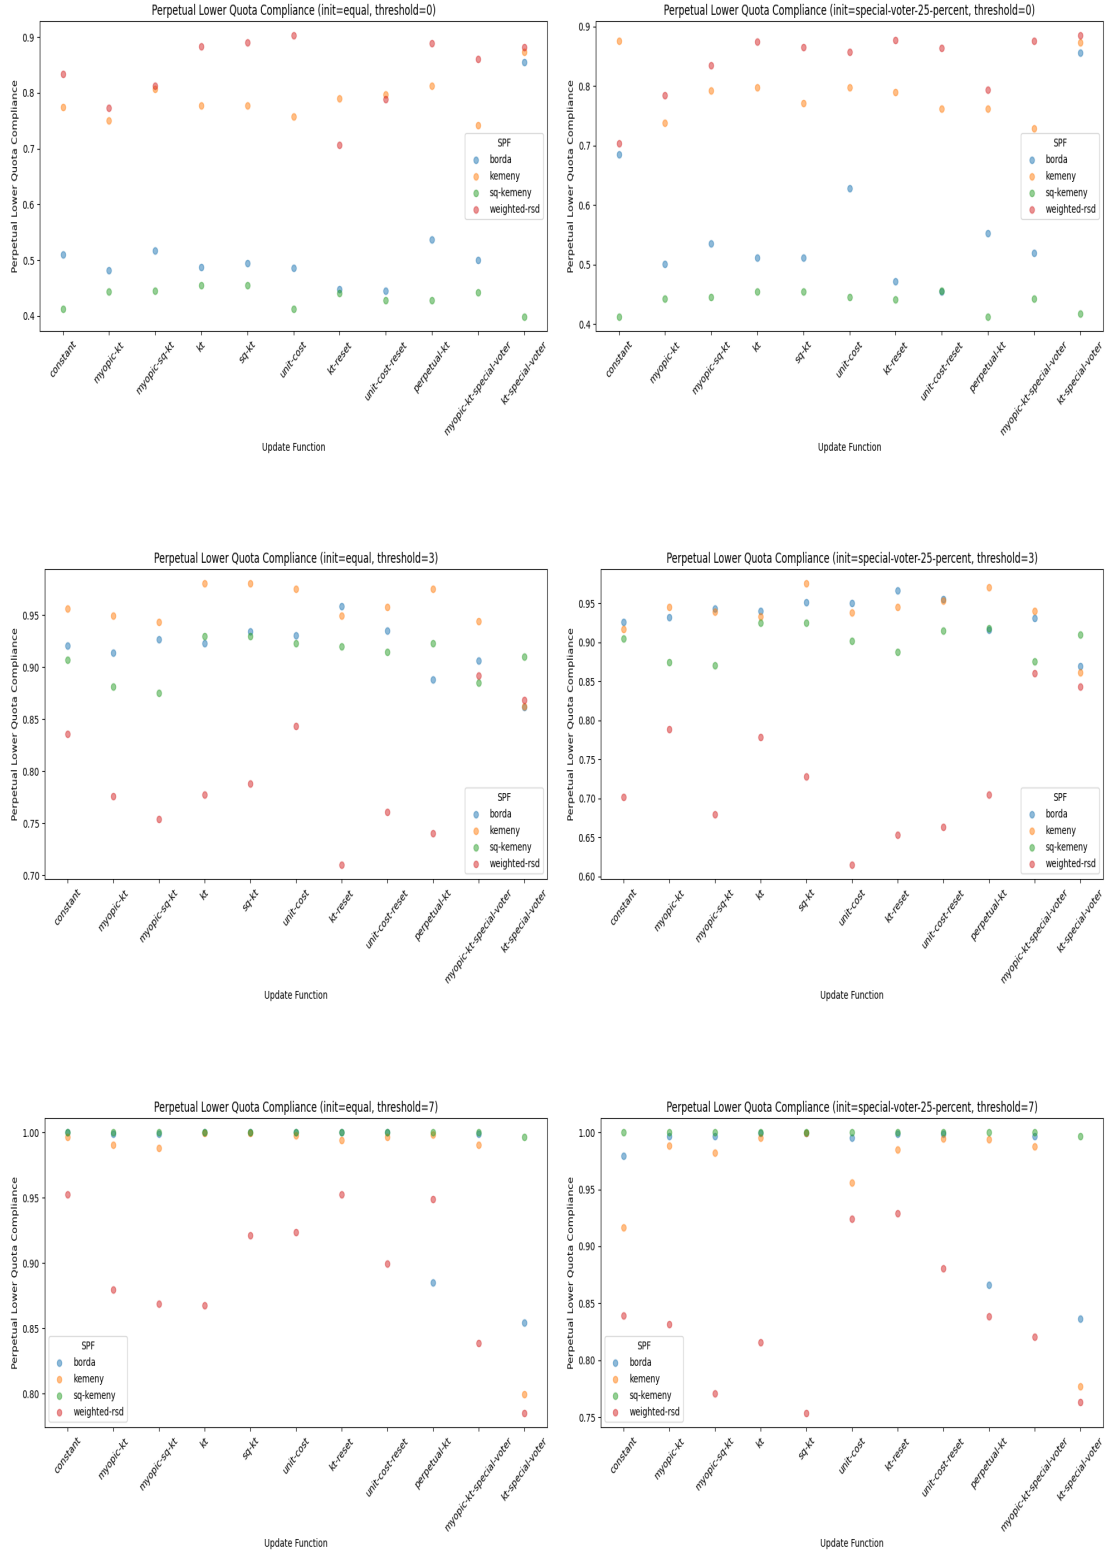 Perpetual Lower Quota Compliance (init=equal, threshold=0)
Perpetual Lower Quota Compliance
0.9
0.8
0.7
0.6
0.5
0.4
SPF
borda
kemeny
sq-kemeny
weighted-rsd
constant
myopic-kt
myopic-sq-kt
kt
sq-kt
unit-cost
kt-reset
unit-cost-reset
perpetual-kt
myopic-kt-special-voter
kt-special-voter
Update Function
Perpetual Lower Quota Compliance (init=special-voter-25-percent, threshold=0)
Perpetual Lower Quota Compliance
0.9
0.8
0.7
0.6
0.5
0.4
SPF
borda
kemeny
sq-kemeny
weighted-rsd
constant
myopic-kt
myopic-sq-kt
kt
sq-kt
unit-cost
kt-reset
unit-cost-reset
perpetual-kt
myopic-kt-special-voter
kt-special-voter
Update Function
Perpetual Lower Quota Compliance (init=equal, threshold=3)
Perpetual Lower Quota Compliance
0.95
0.90
0.85
0.80
0.75
0.70
SPF
borda
kemeny
sq-kemeny
weighted-rsd
constant
myopic-kt
myopic-sq-kt
kt
sq-kt
unit-cost
kt-reset
unit-cost-reset
perpetual-kt
myopic-kt-special-voter
kt-special-voter
Update Function
Perpetual Lower Quota Compliance (init=special-voter-25-percent, threshold=3)
Perpetual Lower Quota Compliance
0.95
0.90
0.85
0.80
0.75
0.70
0.65
0.60
SPF
borda
kemeny
sq-kemeny
weighted-rsd
constant
myopic-kt
myopic-sq-kt
kt
sq-kt
unit-cost
kt-reset
unit-cost-reset
perpetual-kt
myopic-kt-special-voter
kt-special-voter
Update Function
Perpetual Lower Quota Compliance (init=equal, threshold=7)
Perpetual Lower Quota Compliance
1.00
0.95
0.90
0.85
0.80
SPF
borda
kemeny
sq-kemeny
weighted-rsd
constant
myopic-kt
myopic-sq-kt
kt
sq-kt
unit-cost
kt-reset
unit-cost-reset
perpetual-kt
myopic-kt-special-voter
kt-special-voter
Update Function
Perpetual Lower Quota Compliance (init=special-voter-25-percent, threshold=7)
Perpetual Lower Quota Compliance
1.00
0.95
0.90
0.85
0.80
0.75
SPF
borda
kemeny
sq-kemeny
weighted-rsd
constant
myopic-kt
myopic-sq-kt
kt
sq-kt
unit-cost
kt-reset
unit-cost-reset
perpetual-kt
myopic-kt-special-voter
kt-special-voter
Update Function